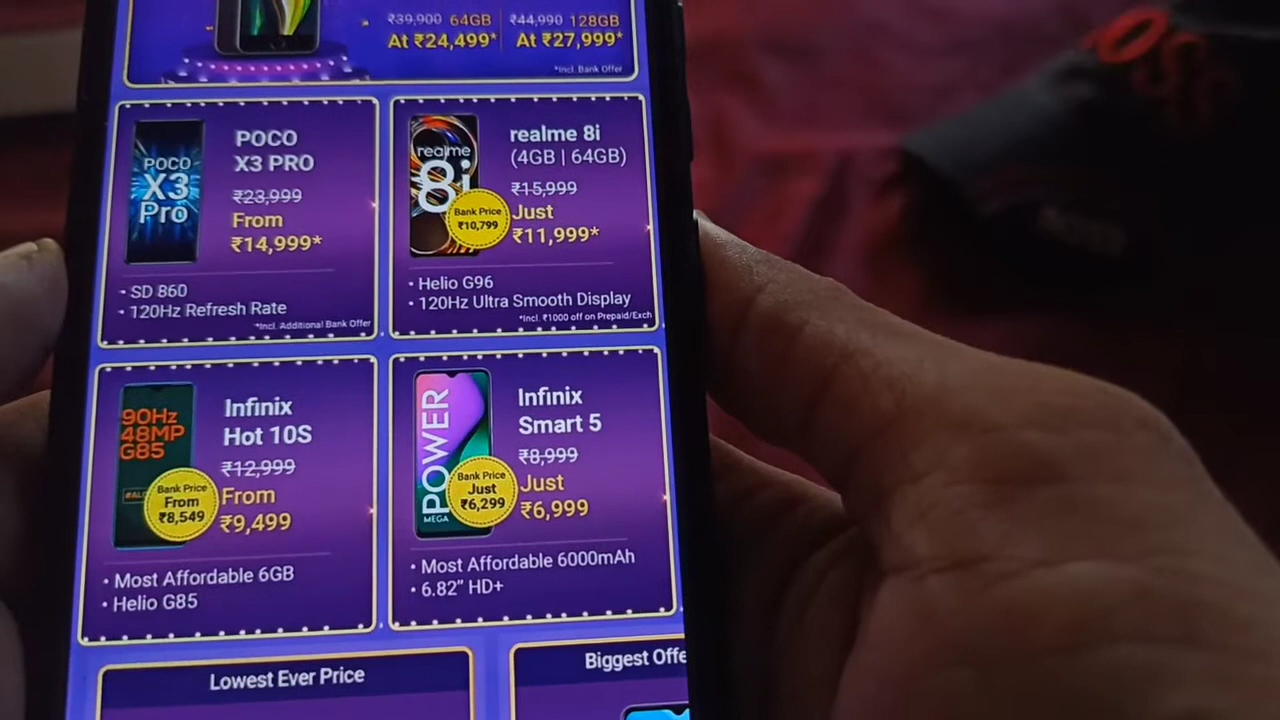 ₹39,900 64GB
At ₹24,499*
₹44,990 128GB
At ₹27,999*
*Incl. Bank Offer
POCO
X3
Pro
POCO
X3 PRO
₹23,999
From
₹14,999*
• SD 860
• 120Hz Refresh Rate
*Incl. Additional Bank Offer
realme
8i
Bank Price
₹10,799
realme 8i
(4GB | 64GB)
₹15,999
Just
₹11,999*
• Helio G96
• 120Hz Ultra Smooth Display
*Incl. ₹1000 off on Prepaid/Exch
90Hz
48MP
G85
Bank Price
From
₹8,549
Infinix
Hot 10S
₹12,999
From
₹9,499
• Most Affordable 6GB
• Helio G85
MEGA
POWER
Bank Price
Just
₹6,299
Infinix
Smart 5
₹8,999
Just
₹6,999
• Most Affordable 6000mAh
• 6.82” HD+
Lowest Ever Price
Biggest Offe